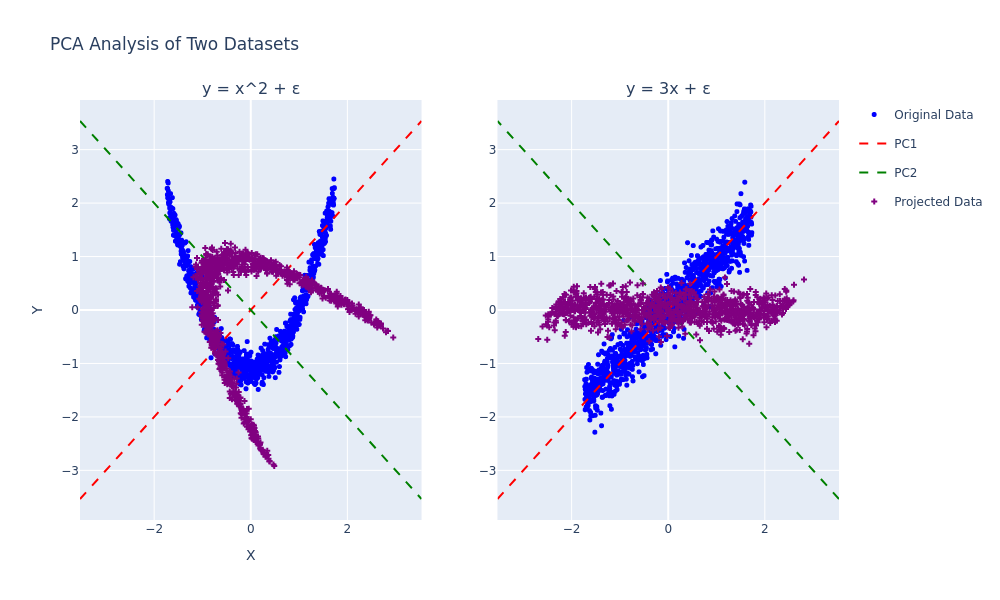 PCA Analysis of Two Datasets
y = x^2 + ε
y = 3x + ε
Original Data
PC1
PC2
Projected Data
3
2
1
0
−1
−2
−3
Y
−2
0
2
X
3
2
1
0
−1
−2
−3
−2
0
2